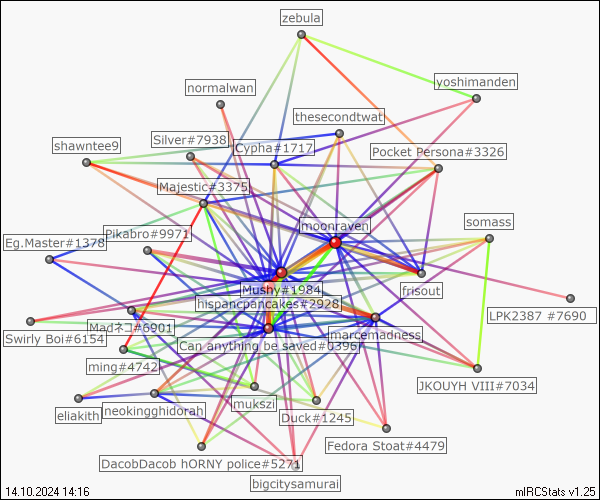 zebula
yoshimanden
normalwan
thesecondtwat
Silver#7938
Cypha#1717
shawntee9
Pocket Persona#3326
Majestic#3375
moonraven
somass
Pikabro#9971
Eg.Master#1378
Mushy#1984
frisout
hispanpancakes#2928
LPK2387 #7690
Madネコ#6901
marcemadness
Swirly Boi#6154
Can anything be saved#0396
ming#4742
JKOUYH VIII#7034
mukszi
eliakith
neokingghidorah
Duck#1245
Fedora Stoat#4479
DacobDacob hORNY police#5271
bigcitysamurai
14.10.2024 14:16
mIRCStats v1.25